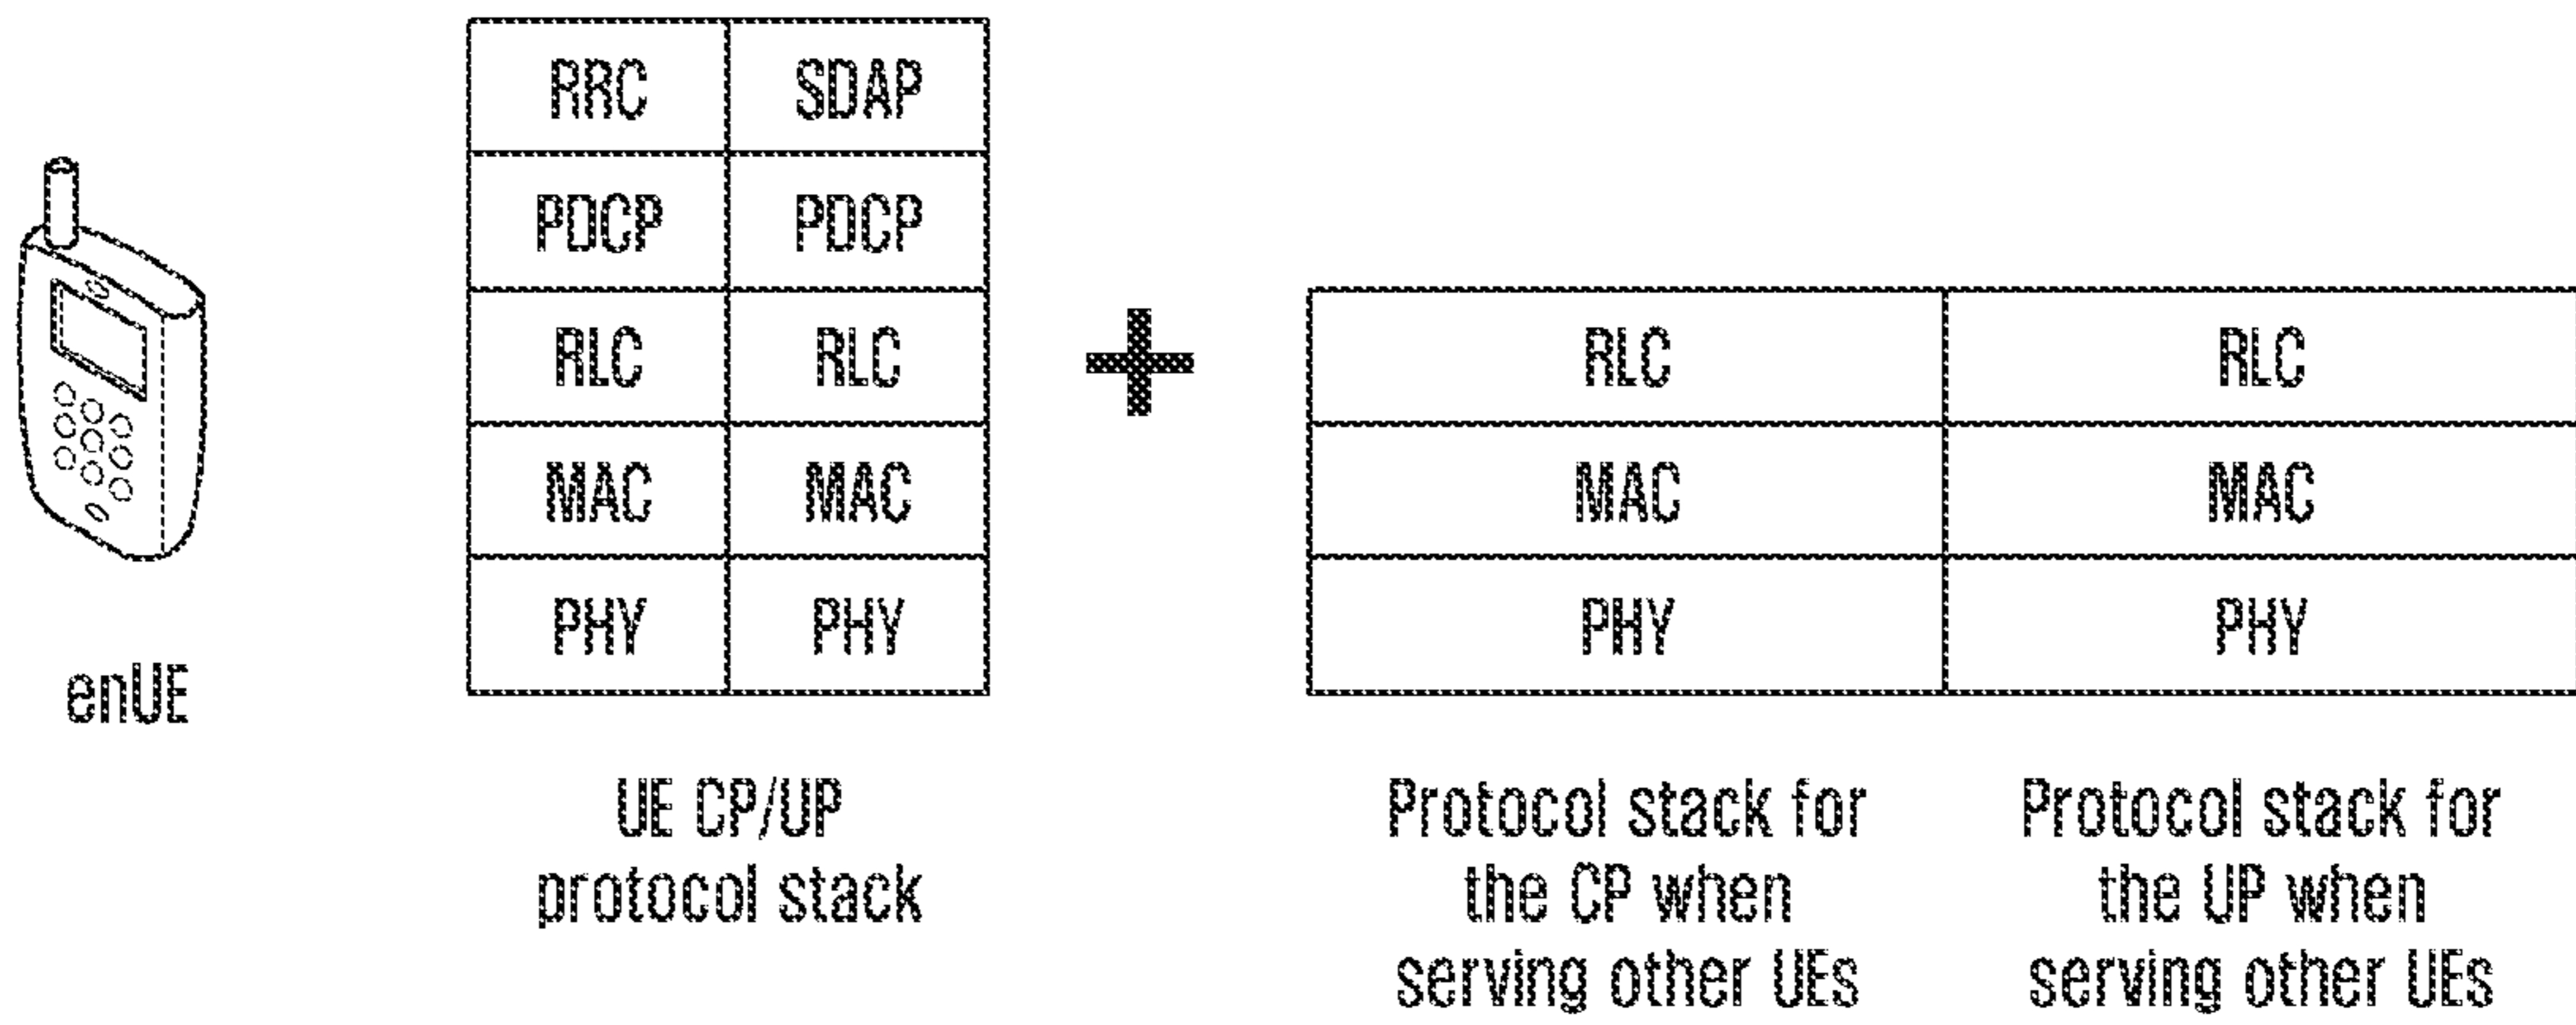 RRC SDAP
PDCP PDCP
RLC RLC RLC RLC
MAC MAC MAC MAC
PHY PHY PHY PHY
enUE
UE CP/UP
protocol stack
Protocol stack for
the CP when
serving other UEs
Protocol stack for
the UP when
serving other UEs